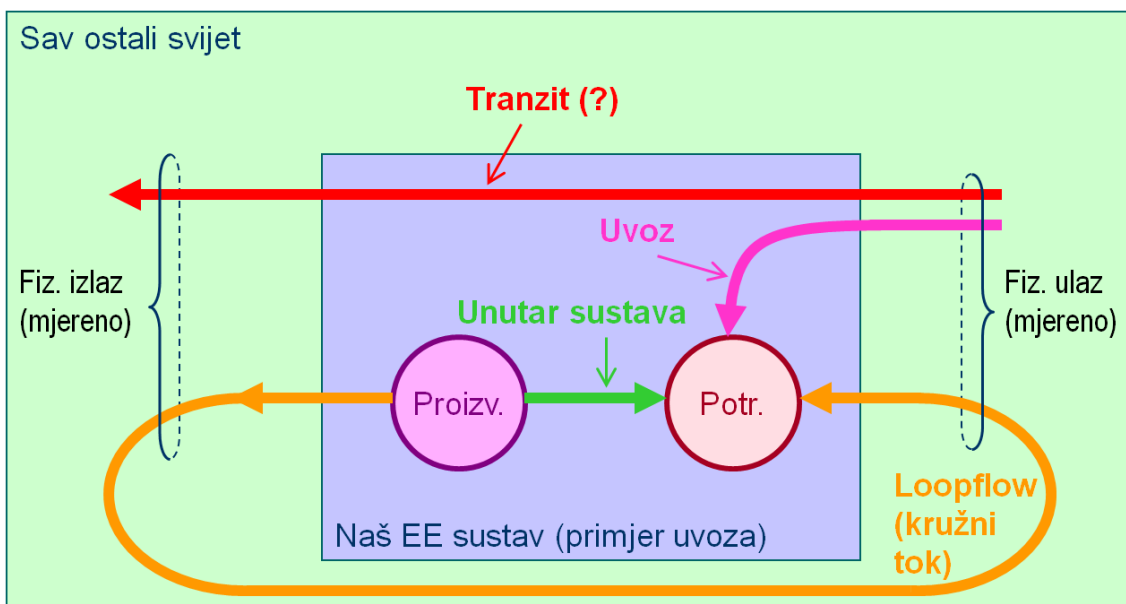 Sav ostali svijet
Tranzit (?)
Uvoz
Fiz. izlaz
(mjereno)
Fiz. ulaz
(mjereno)
Unutar sustava
Proizv.
Potr.
Loopflow
(kružni
tok)
Naš EE sustav (primjer uvoza)